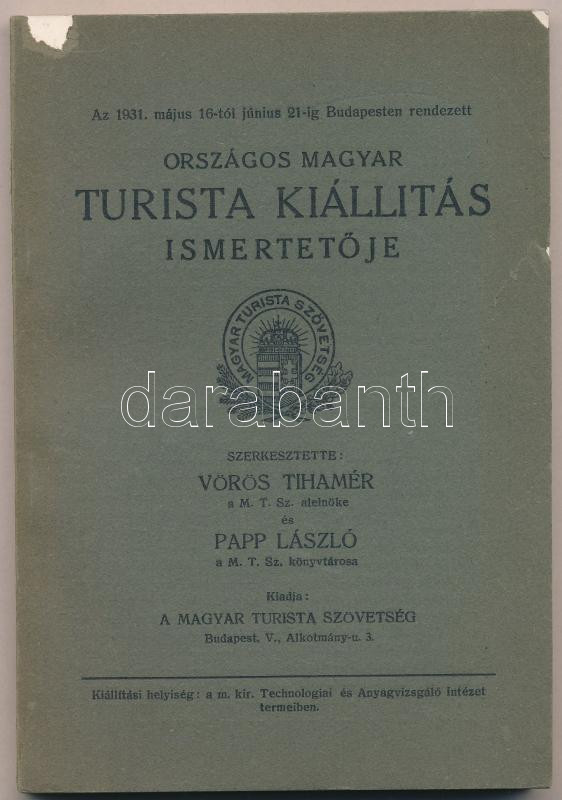 Az 1931. május 16-tól június 21-ig Budapesten rendezett
ORSZÁGOS MAGYAR
TURISTA KIÁLLITÁS
ISMERTETŐJE
MAGYAR TURISTA SZÖVETSÉG
darabanth
SZERKESZTETTE:
VÖRÖS TIHAMÉR
a M. T. Sz. alelnöke
és
PAPP LÁSZLÓ
a M. T. Sz. könyvtárosa
Kiadja:
A MAGYAR TURISTA SZÖVETSÉG
Budapest, V., Alkotmány-u. 3.
Kiállítási helyiség: a m. kir. Technologiai és Anyagvizsgáló Intézet
termeiben.